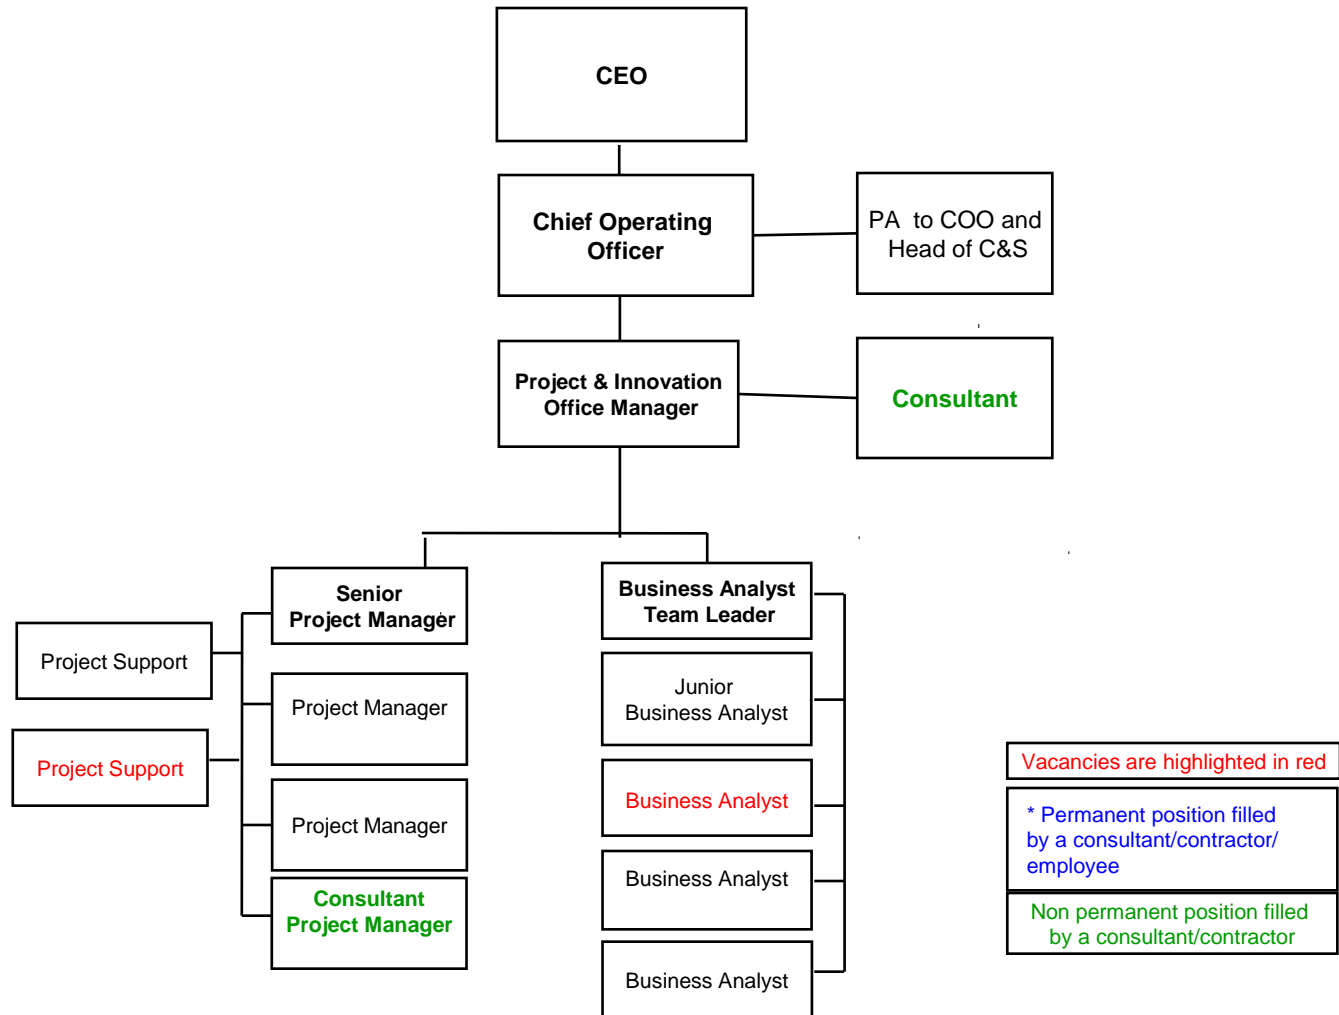 CEO
Chief Operating
Officer
PA to COO and
Head of C&S
Project & Innovation
Office Manager
Consultant
Senior
Project Manager
Business Analyst
Team Leader
Project Support
Project Manager
Junior
Business Analyst
Project Support
Vacancies are highlighted in red
Business Analyst
Project Manager
* Permanent position filled
by a consultant/contractor/
employee
Consultant
Project Manager
Business Analyst
Non permanent position filled
by a consultant/contractor
Business Analyst